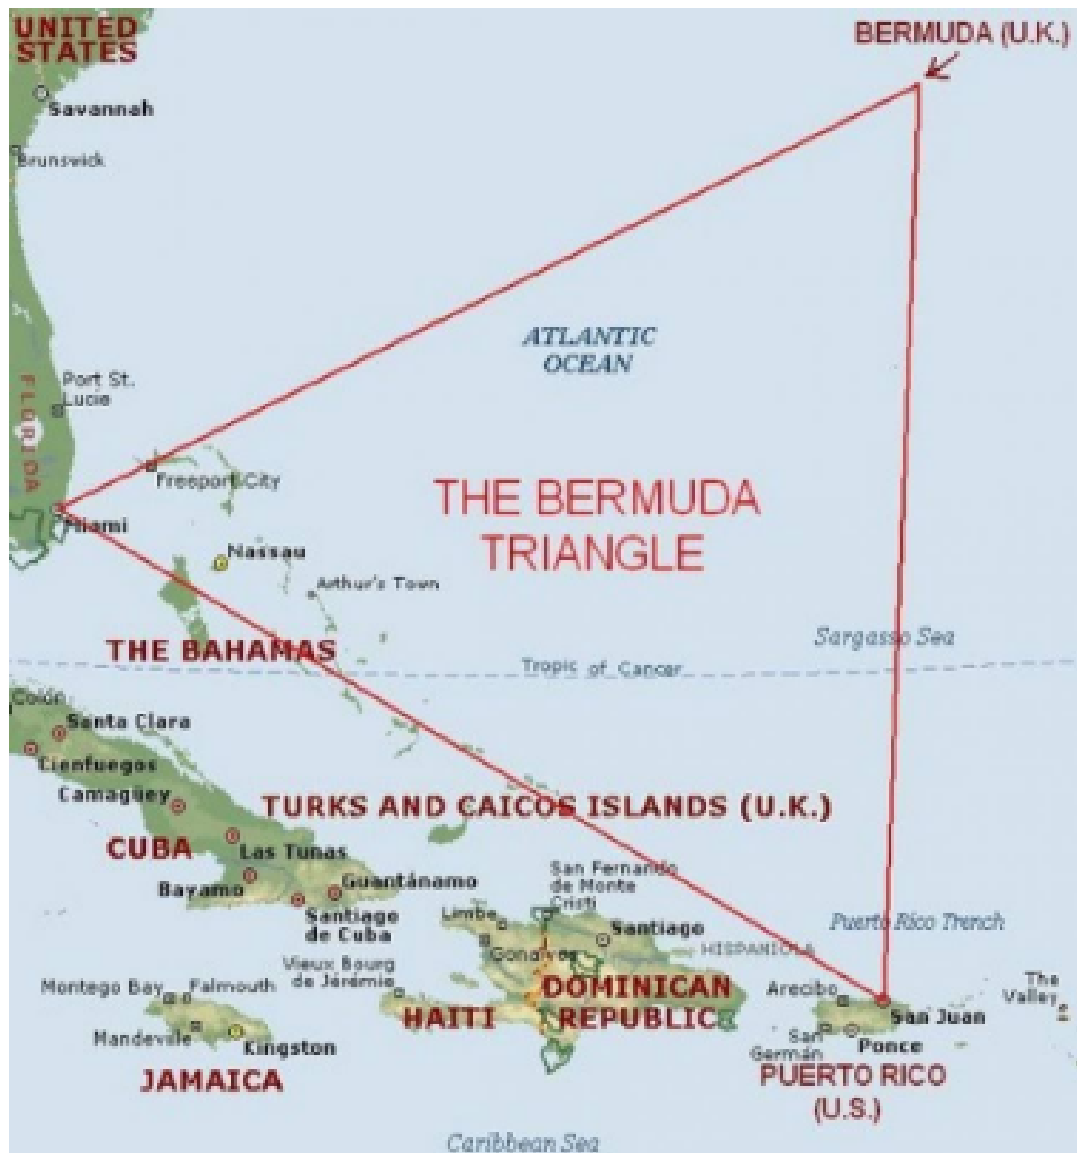 UNITED
STATES
BERMUDA (U.K.)
Savannah
Brunswick
ATLANTIC
OCEAN
Port St.
Lucie
FLORIDA
Freeport City
THE BERMUDA
TRIANGLE
Miami
Nassau
Arthur's Town
THE BAHAMAS
Sargasso Sea
Tropic of Cancer
Colón
Santa Clara
Cienfuegos
Camagüey
TURKS AND CAICOS ISLANDS (U.K.)
CUBA
Las Tunas
Bayamo
Guantánamo
Santiago
de Cuba
San Fernando
de Monte
Cristi
Limbe
Santiago
Gonaïves
HISPANIOLA
Puerto Rico Trench
Vieux Bourg
de Jérémie
Montego Bay
Falmouth
HAITI
DOMINICAN
REPUBLIC
Arecibo
San Juan
The
Valley
Mandeville
Kingston
San
Germán
Ponce
JAMAICA
PUERTO RICO
(U.S.)
Caribbean Sea